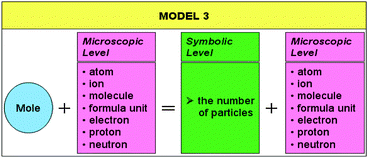 MODEL 3
Microscopic Level
Symbolic Level
Microscopic Level
Mole
+
• atom
• ion
• molecule
• formula unit
• electron
• proton
• neutron
=
➢ the number of particles
+
• atom
• ion
• molecule
• formula unit
• electron
• proton
• neutron